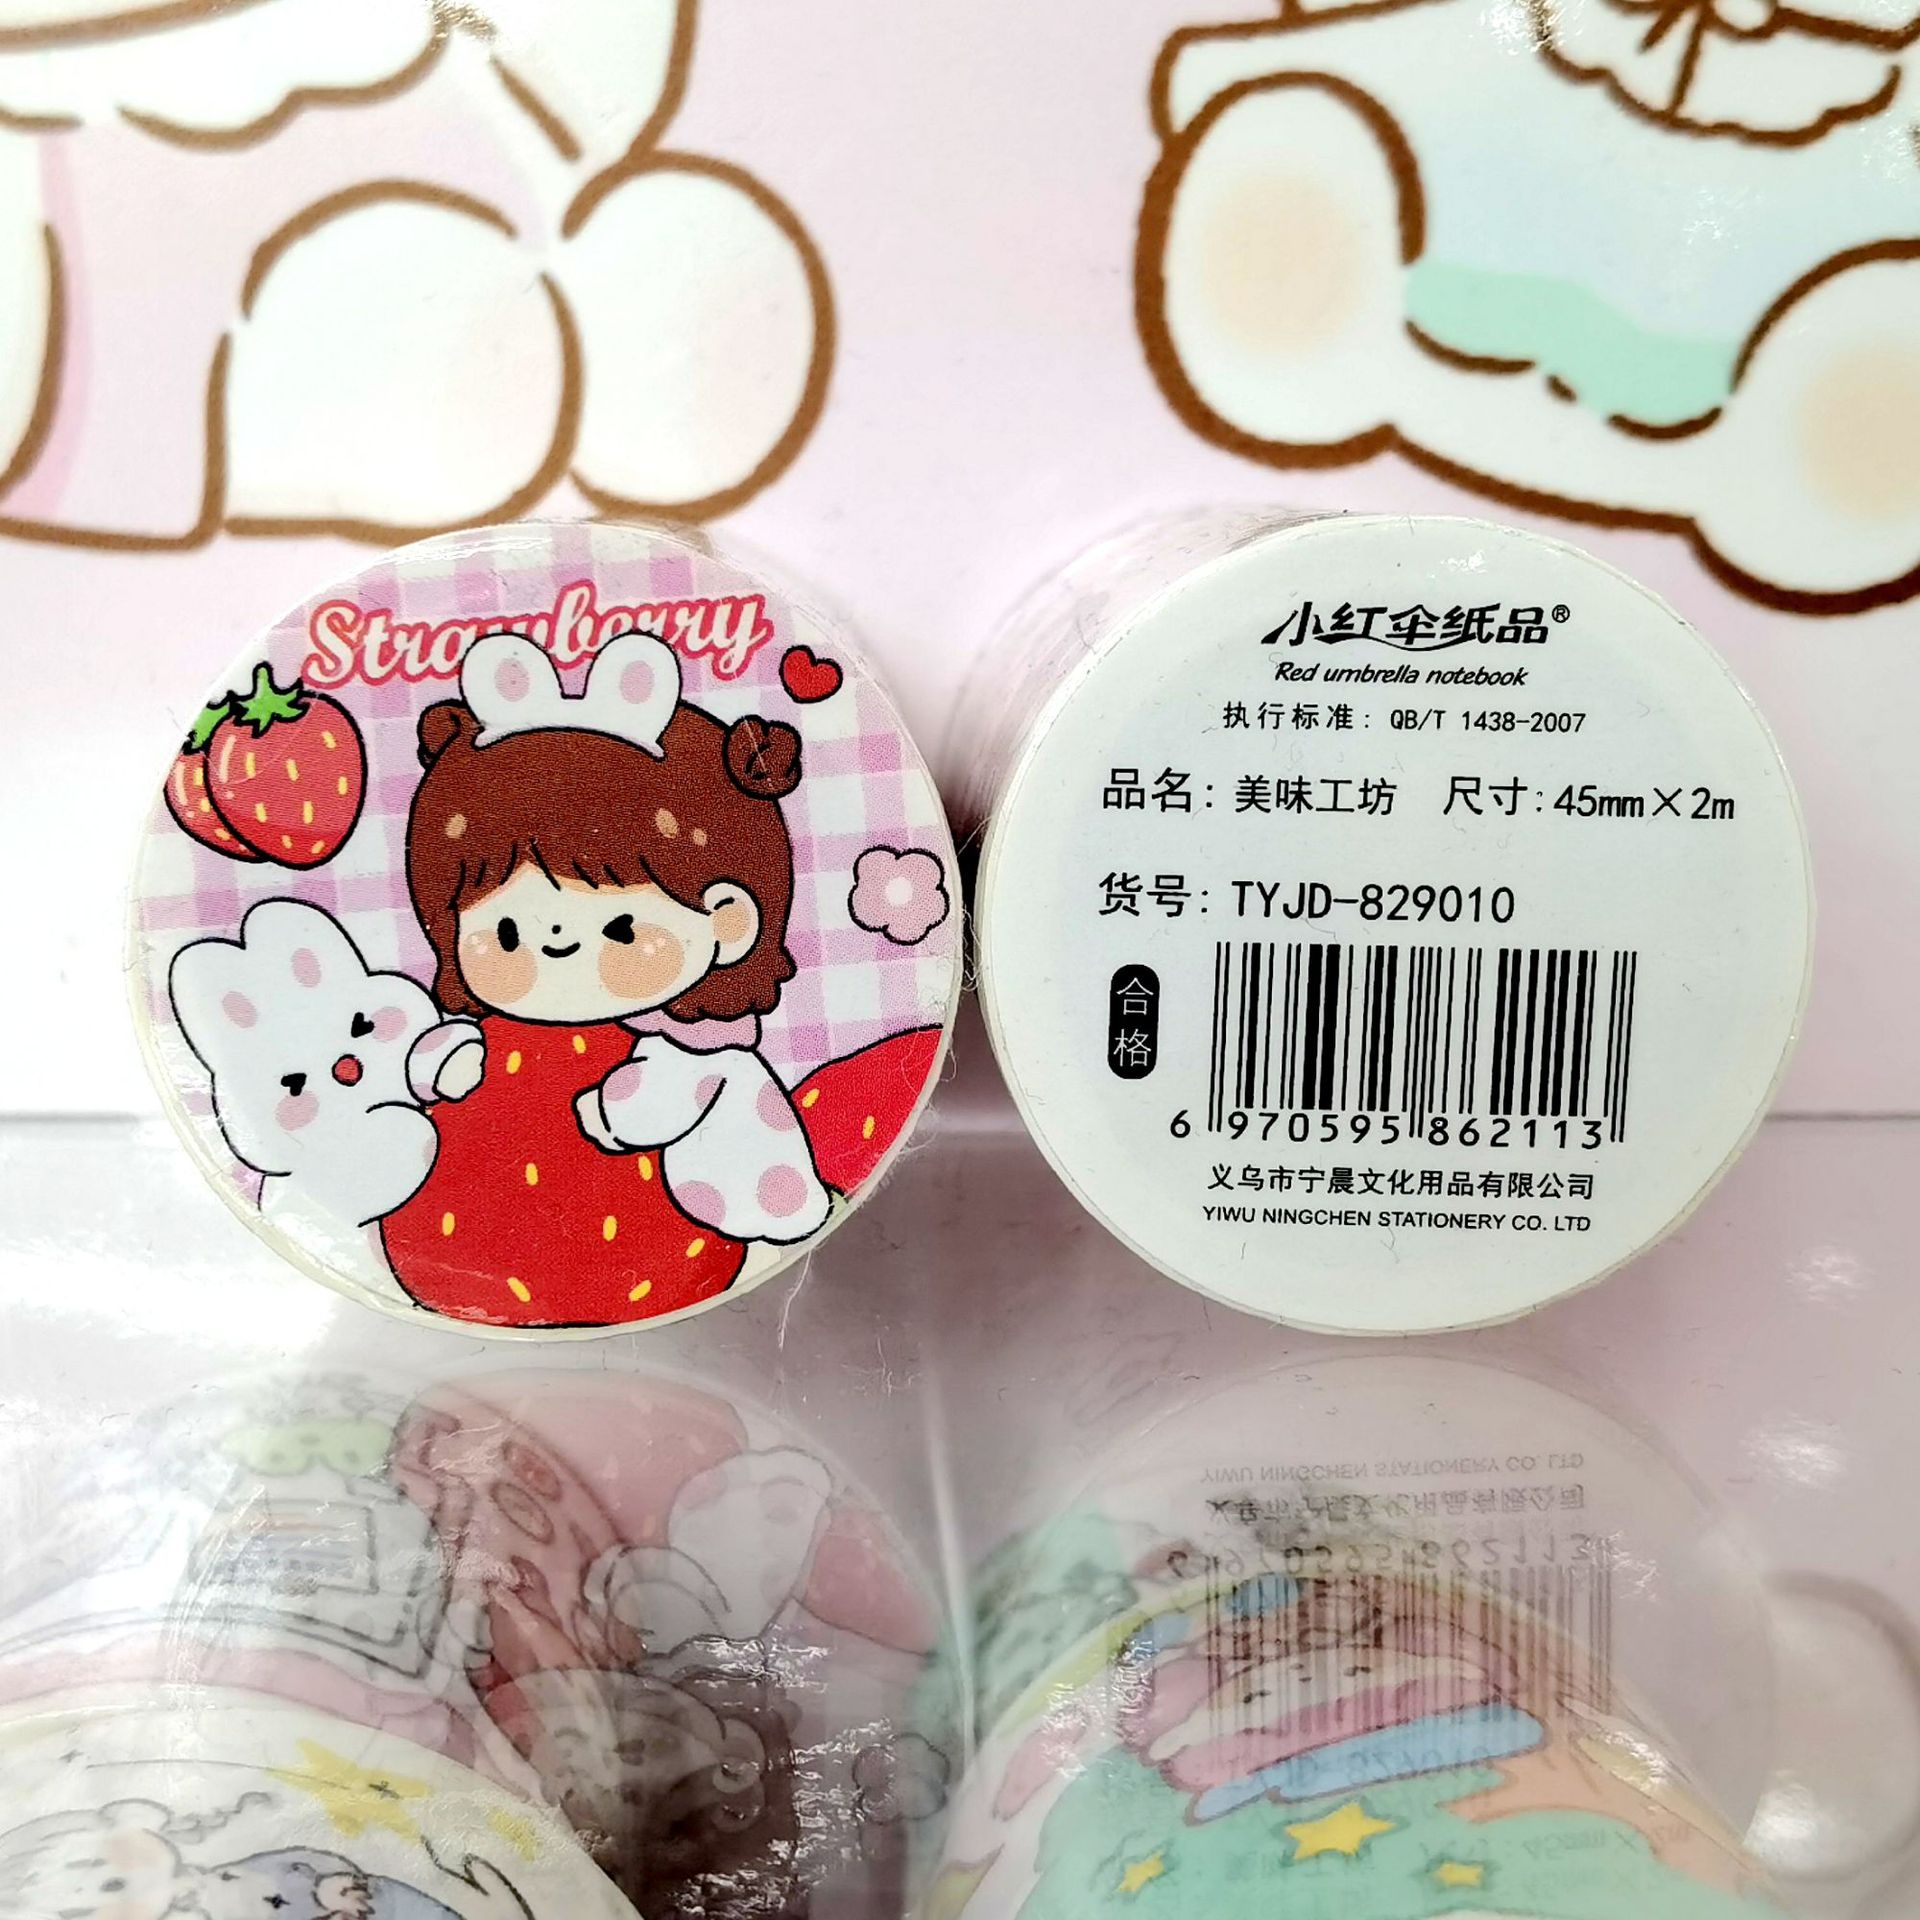 Strawberry
小红伞纸品®
Red umbrella notebook
执行标准: QB/T 1438-2007
品名: 美味工坊 尺寸: 45mm×2m
货号: TYJD-829010
合格
6 970595 862113
义乌市宁晨文化用品有限公司
YIWU NINGCHEN STATIONERY CO. LTD